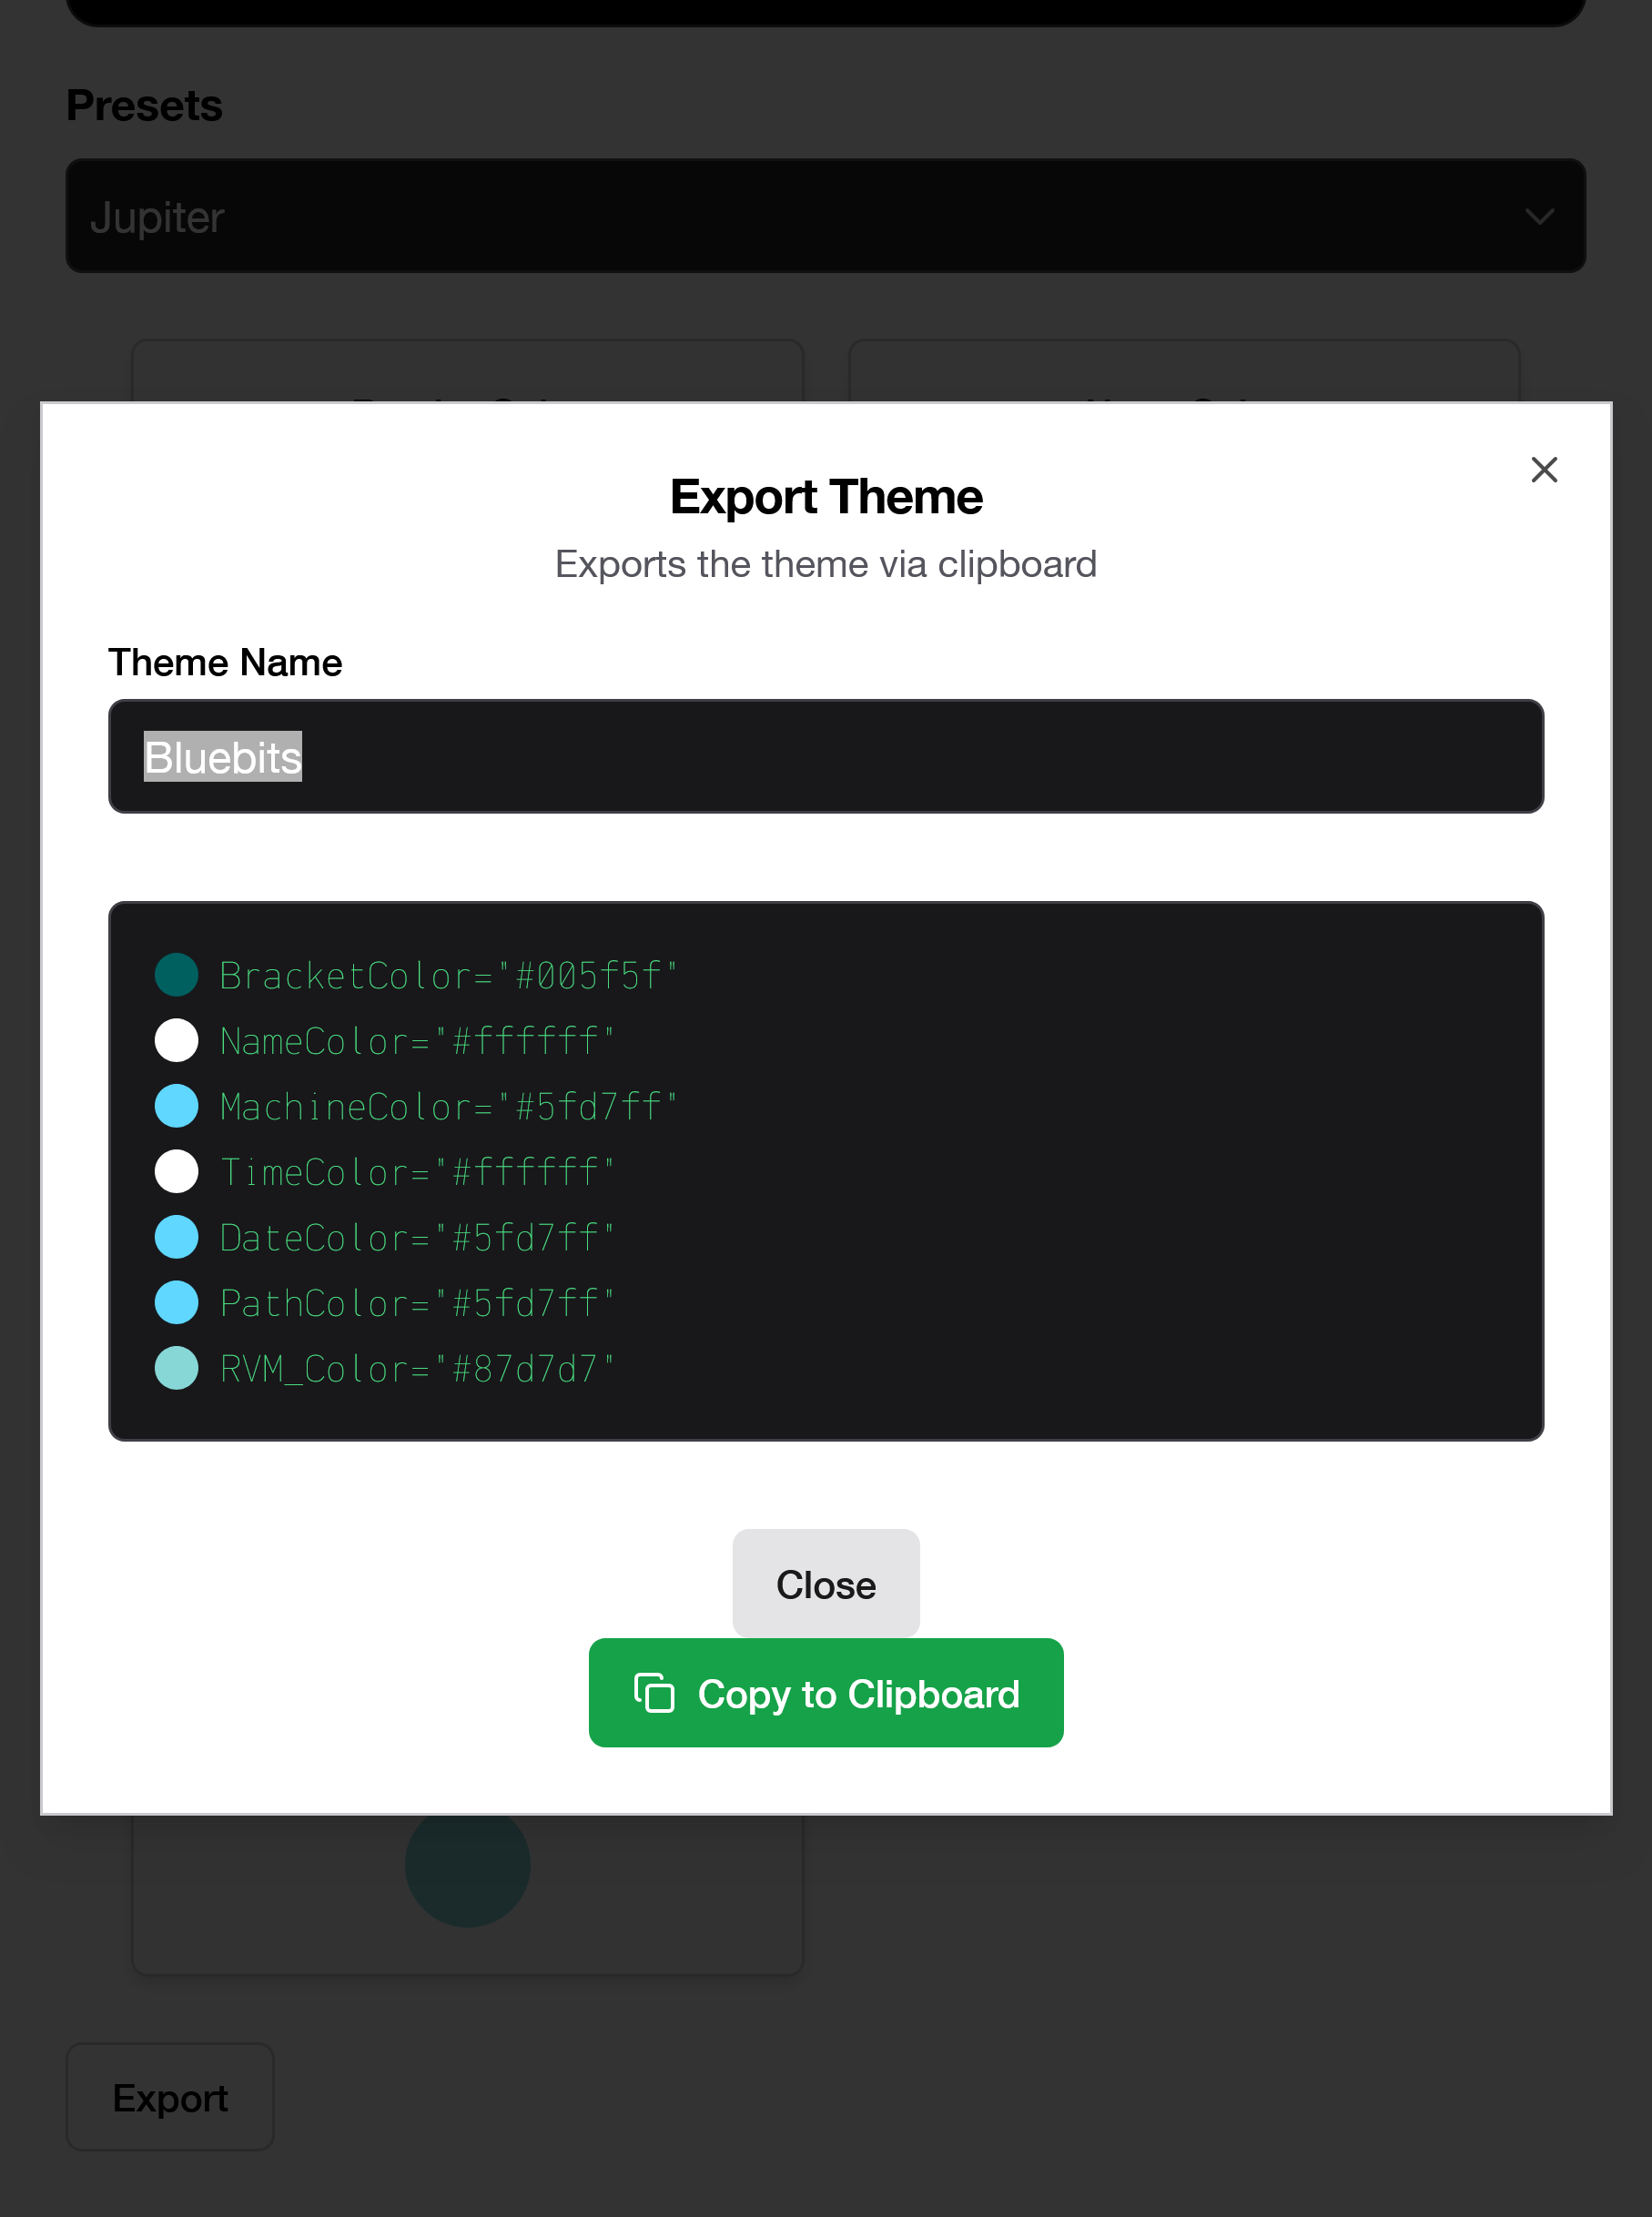 Presets
Jupiter
Export Theme
Exports the theme via clipboard
Theme Name
Bluebits
BracketColor="#005f5f"
NameColor="#ffffff"
MachineColor="#5fd7ff"
TimeColor="#ffffff"
DateColor="#5fd7ff"
PathColor="#5fd7ff"
RVM_Color="#87d7d7"
Close
Copy to Clipboard
Export